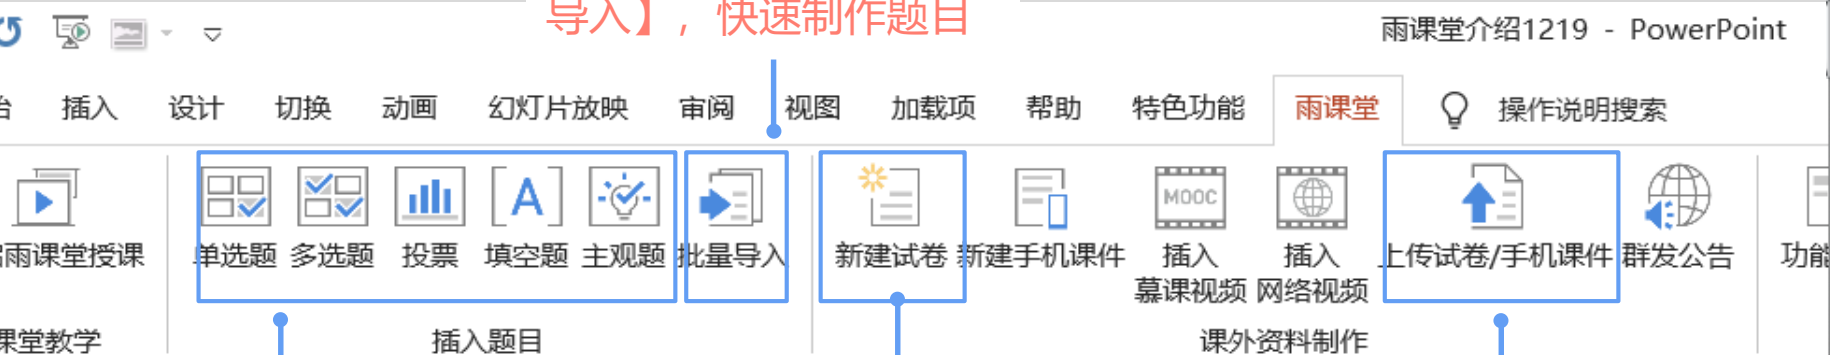 导入】，快速制作题目
雨课堂介绍1219 - PowerPoint
插入 设计 切换 动画 幻灯片放映 审阅 视图 加载项 帮助 特色功能 雨课堂 操作说明搜索
A MOOC
雨课堂授课 单选题 多选题 投票 填空题 主观题 批量导入 新建试卷 新建手机课件 插入 插入 上传试卷/手机课件 群发公告 功能
慕课视频 网络视频
课堂教学 插入题目 课外资料制作